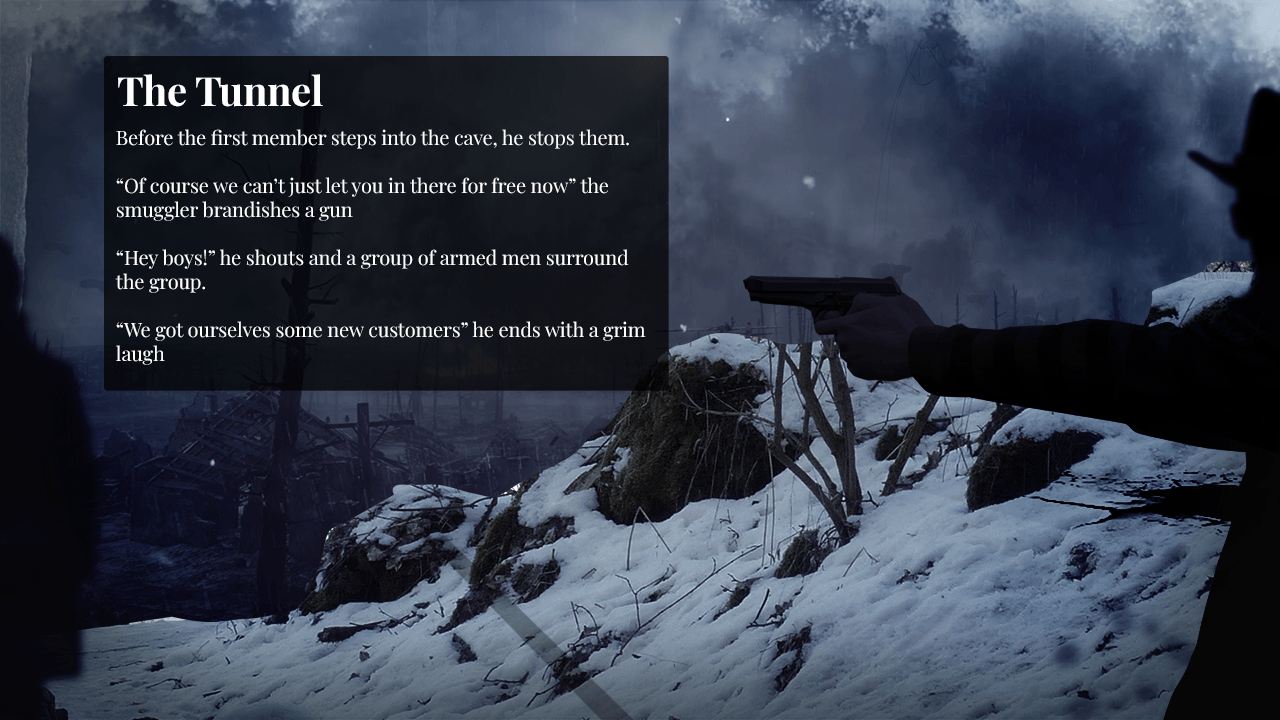 The Tunnel
Before the first member steps into the cave, he stops them.
“Of course we can’t just let you in there for free now” the
smuggler brandishes a gun
“Hey boys!” he shouts and a group of armed men surround
the group.
“We got ourselves some new customers” he ends with a grim
laugh